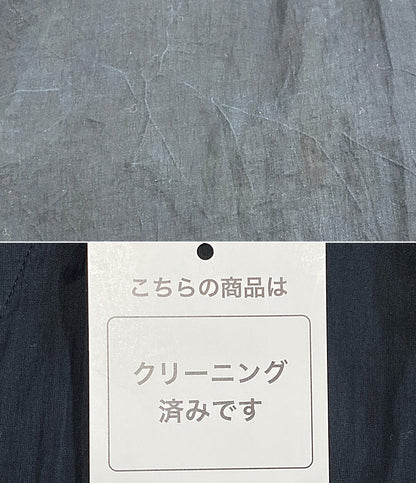 こちらの商品は
クリーニング
済みです